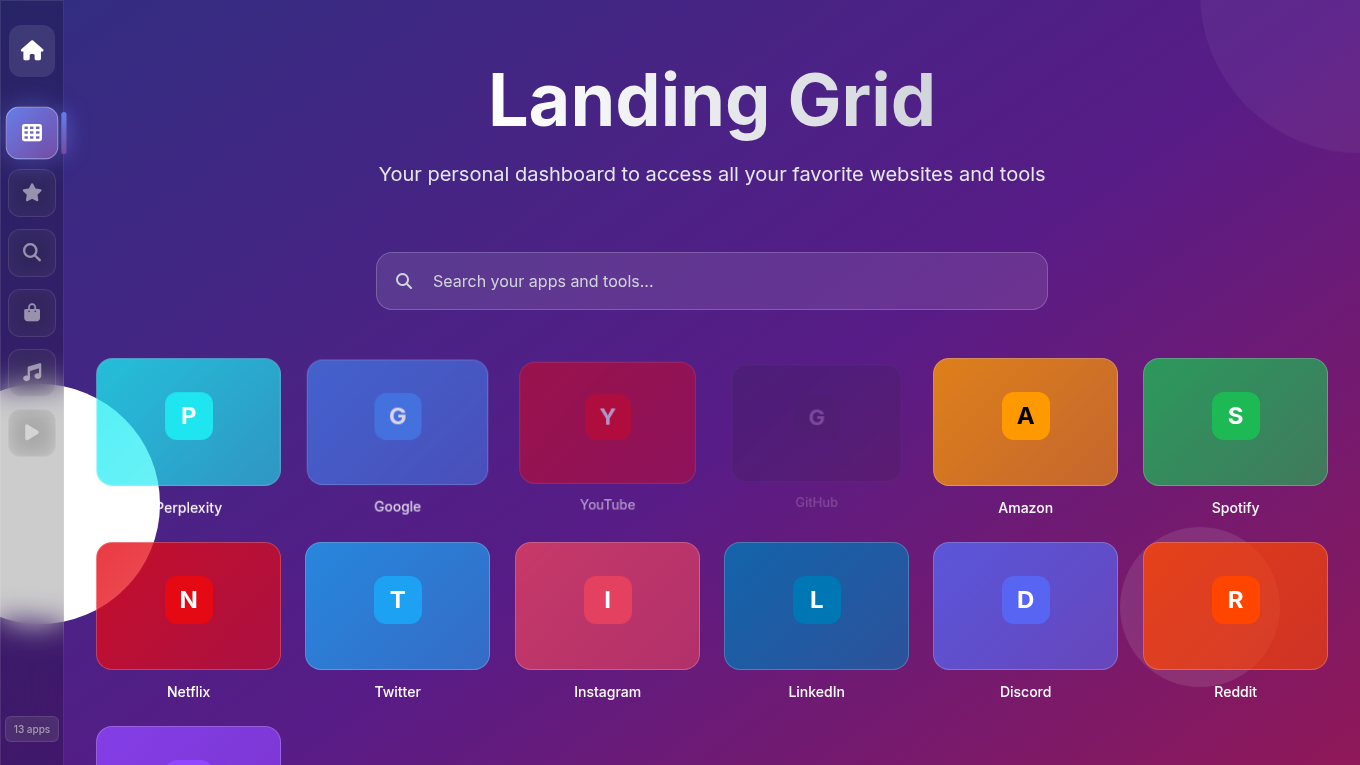 Landing Grid
Your personal dashboard to access all your favorite websites and tools
Search your apps and tools...
P
G
Y
G
A
S
Perplexity
Google
YouTube
GitHub
Amazon
Spotify
N
T
I
L
D
R
Netflix
Twitter
Instagram
LinkedIn
Discord
Reddit
13 apps